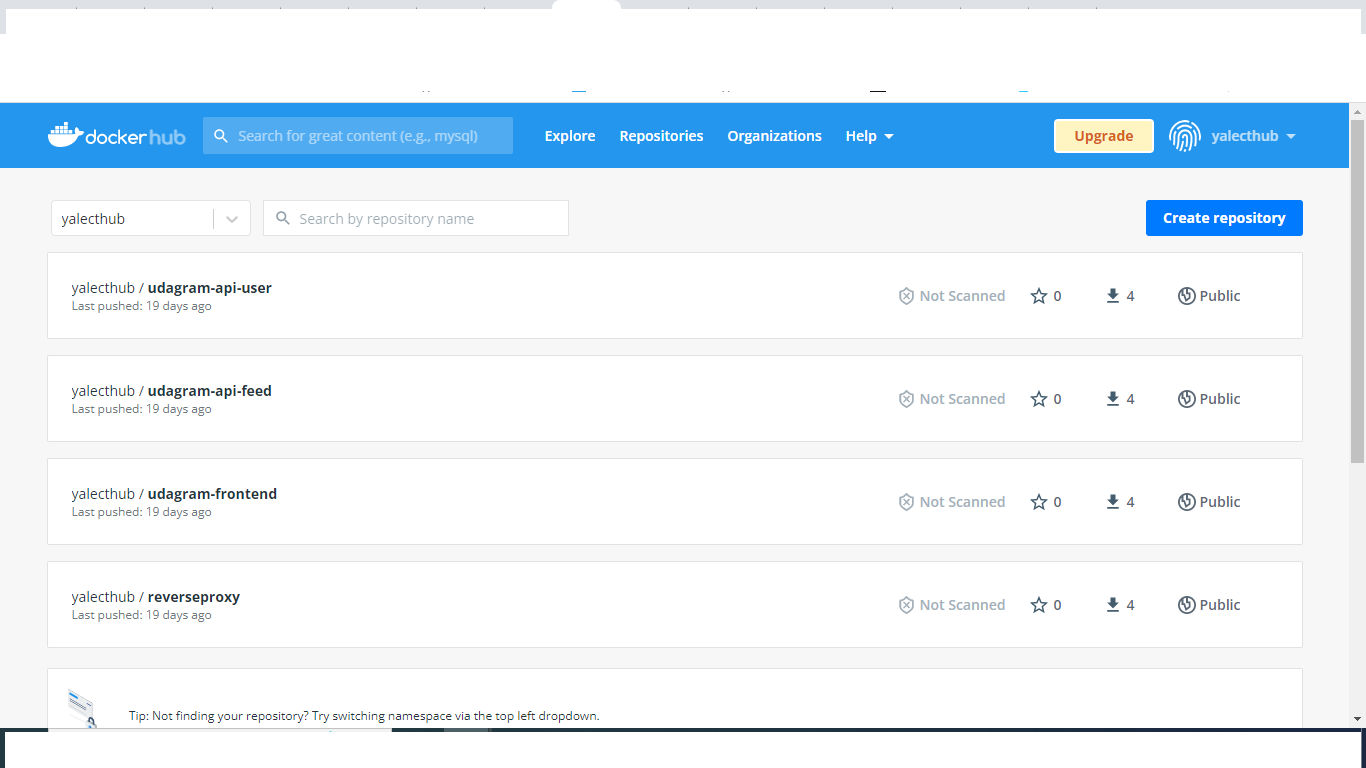 dockerhub Search for great content (e.g., mysql) Explore Repositories Organizations Help Upgrade yalecthub
yalecthub Search by repository name Create repository
yalecthub / udagram-api-user
Last pushed: 19 days ago
Not Scanned 0 4 Public
yalecthub / udagram-api-feed
Last pushed: 19 days ago
Not Scanned 0 4 Public
yalecthub / udagram-frontend
Last pushed: 19 days ago
Not Scanned 0 4 Public
yalecthub / reverseproxy
Last pushed: 19 days ago
Not Scanned 0 4 Public
Tip: Not finding your repository? Try switching namespace via the top left dropdown.